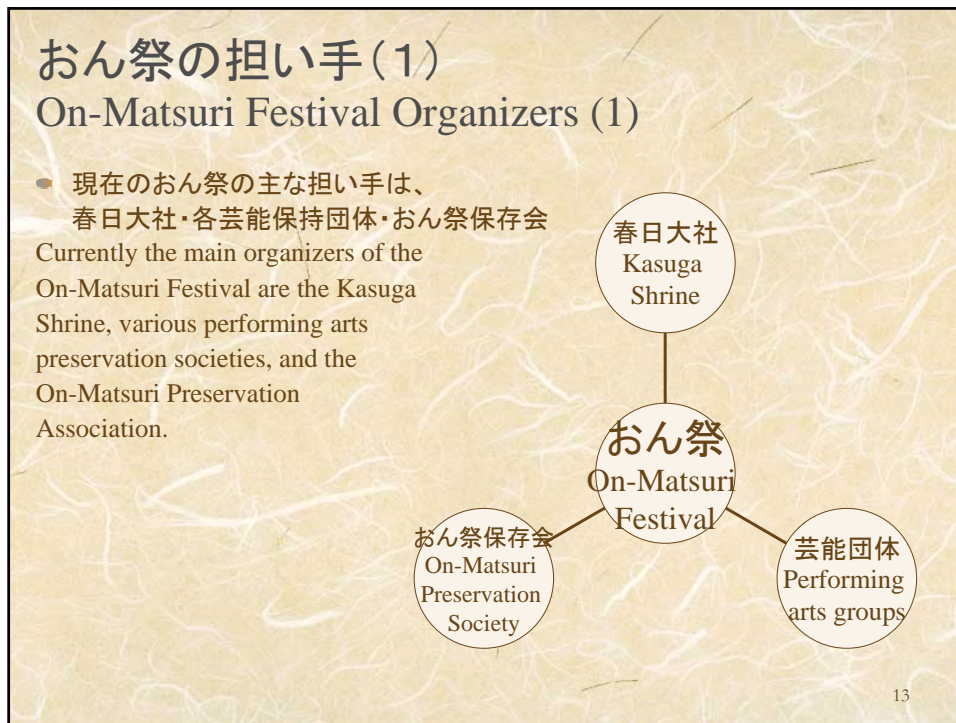 おん祭の担い手（１）
On-Matsuri Festival Organizers (1)
現在のおん祭の主な担い手は、
春日大社・各芸能保持団体・おん祭保存会
Currently the main organizers of the
On-Matsuri Festival are the Kasuga
Shrine, various performing arts
preservation societies, and the
On-Matsuri Preservation
Association.
春日大社
Kasuga
Shrine
おん祭
On-Matsuri
Festival
おん祭保存会
On-Matsuri
Preservation
Society
芸能団体
Performing
arts groups
13